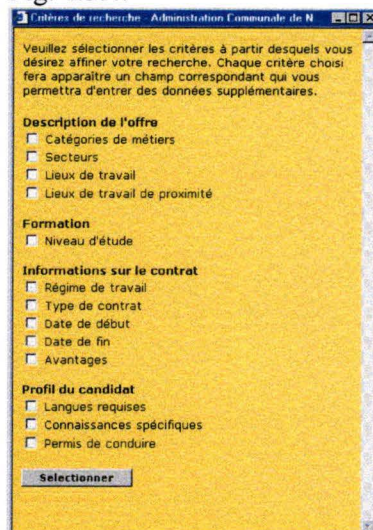 Critères de recherche - Administration Communale de N
Veuillez sélectionner les critères à partir desquels vous
désirez affiner votre recherche. Chaque critère choisi
fera apparaître un champ correspondant qui vous
permettra d'entrer des données supplémentaires.
Description de l'offre
Catégories de métiers
Secteurs
Lieux de travail
Lieux de travail de proximité
Formation
Niveau d'étude
Informations sur le contrat
Régime de travail
Type de contrat
Date de début
Date de fin
Avantages
Profil du candidat
Langues requises
Connaissances spécifiques
Permis de conduire
Selectionner